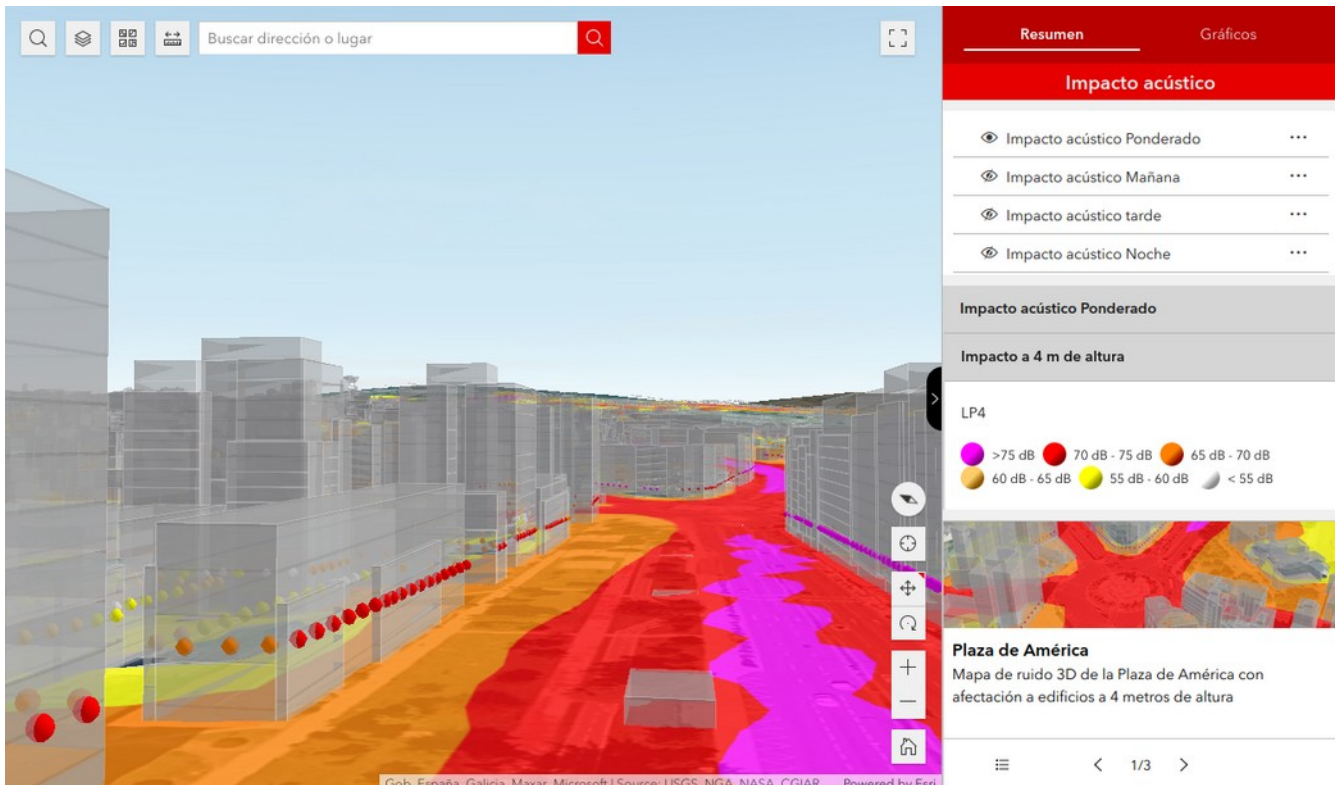 Buscar dirección o lugar
Resumen
Gráficos
Impacto acústico
Impacto acústico Ponderado
Impacto acústico Mañana
Impacto acústico tarde
Impacto acústico Noche
Impacto acústico Ponderado
Impacto a 4 m de altura
LP4
>75 dB 70 dB - 75 dB 65 dB - 70 dB
60 dB - 65 dB 55 dB - 60 dB < 55 dB
Plaza de América
Mapa de ruido 3D de la Plaza de América con
afectación a edificios a 4 metros de altura
1/3
Gob. España, Galicia, Maxar, Microsoft | Source: USGS, NGA, NASA, CGIAR Powered by Esri